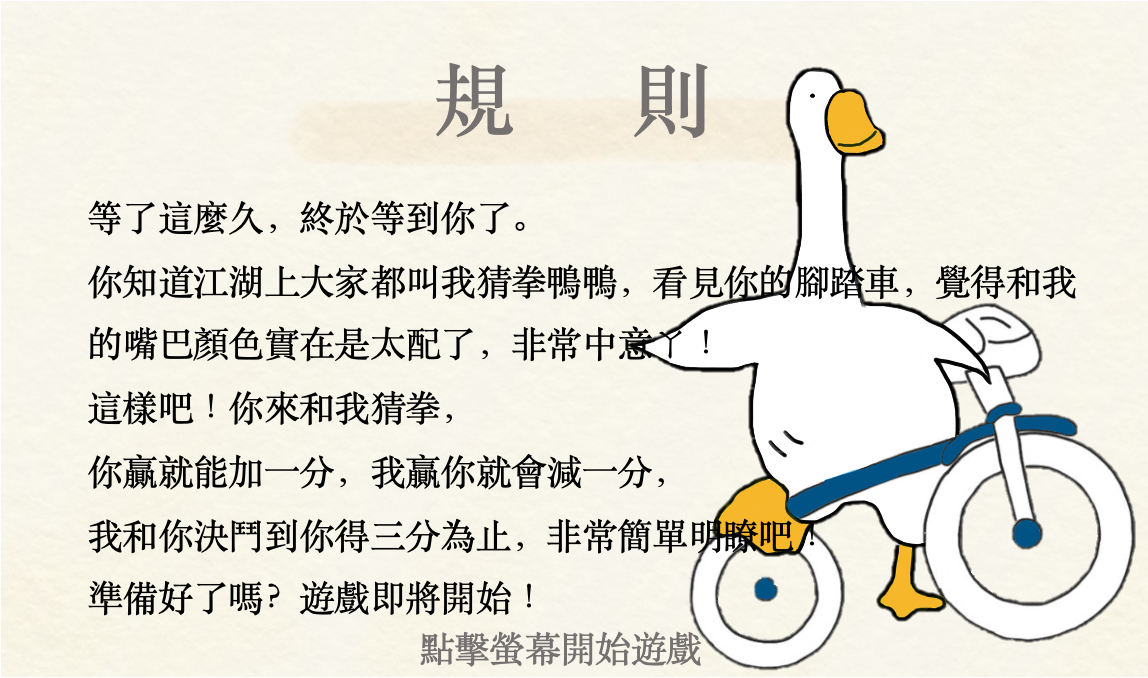 規 則
等了這麼久，終於等到你了。
你知道江湖上大家都叫我猜拳鴨鴨，看見你的腳踏車，覺得和我
的嘴巴顏色實在是太配了，非常中意ㄚ！
這樣吧！你來和我猜拳，
你贏就能加一分，我贏你就會減一分，
我和你決鬥到你得三分為止，非常簡單明瞭吧！
準備好了嗎？遊戲即將開始！
點擊螢幕開始遊戲